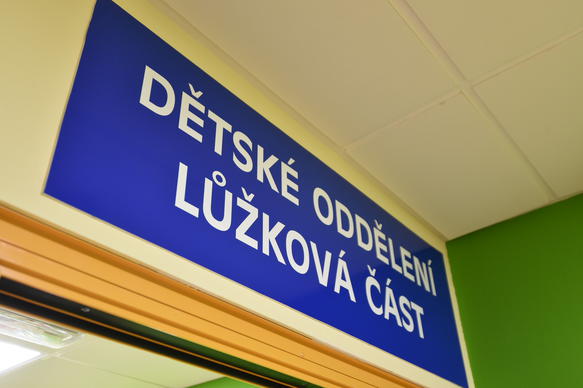 DĚTSKÉ ODDĚLENÍ
LŮŽKOVÁ ČÁST